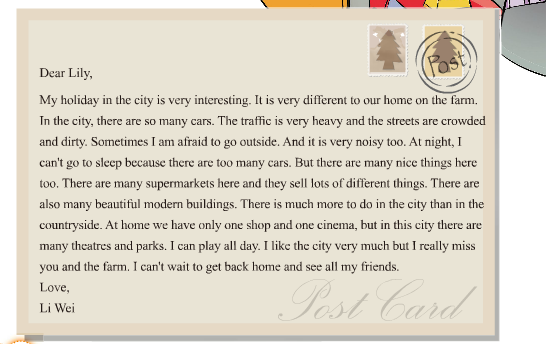 Post
Dear Lily,
My holiday in the city is very interesting. It is very different to our home on the farm.
In the city, there are so many cars. The traffic is very heavy and the streets are crowded
and dirty. Sometimes I am afraid to go outside. And it is very noisy too. At night, I
can't go to sleep because there are too many cars. But there are many nice things here
too. There are many supermarkets here and they sell lots of different things. There are
also many beautiful modern buildings. There is much more to do in the city than in the
countryside. At home we have only one shop and one cinema, but in this city there are
many theatres and parks. I can play all day. I like the city very much but I really miss
you and the farm. I can't wait to get back home and see all my friends.
Love,
Li Wei
Post Card